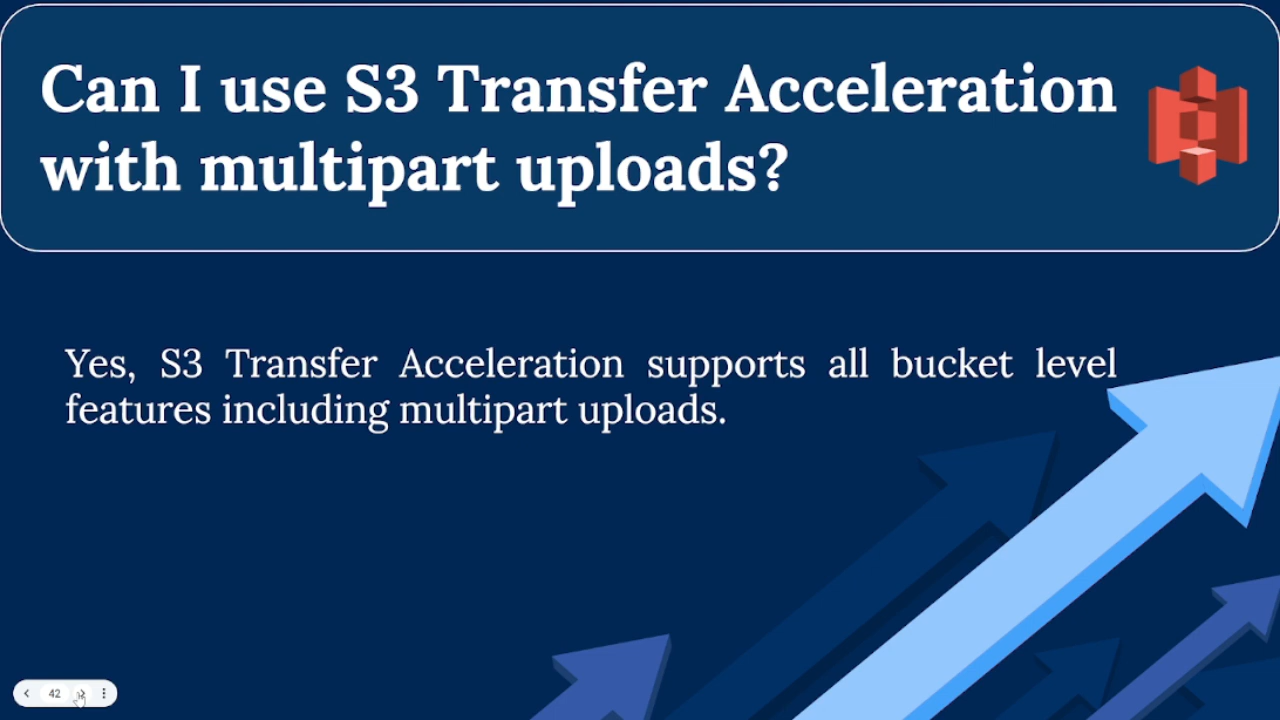 Can I use S3 Transfer Acceleration
with multipart uploads?
Yes, S3 Transfer Acceleration supports all bucket level
features including multipart uploads.
42